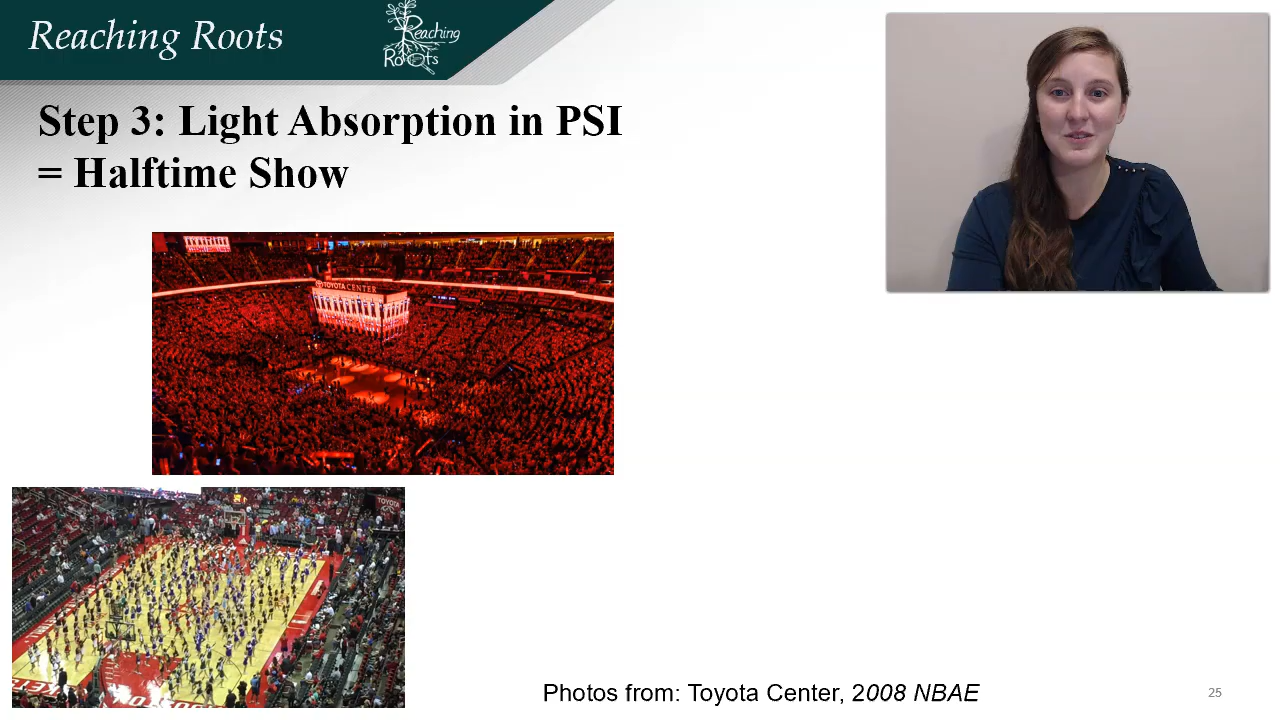 Reaching Roots
Reaching
Roots
Step 3: Light Absorption in PSI
= Halftime Show
TOYOTA CENTER
TOYOTA
Photos from: Toyota Center, 2008 NBAE
25